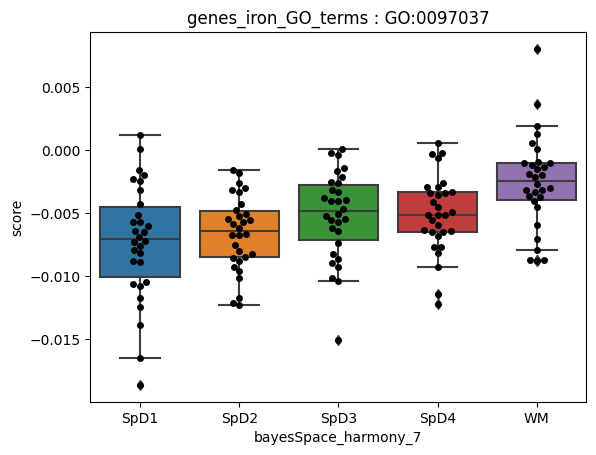 genes_iron_GO_terms : GO:0097037
score
0.005
0.000
−0.005
−0.010
−0.015
SpD1 SpD2 SpD3 SpD4 WM
bayesSpace_harmony_7